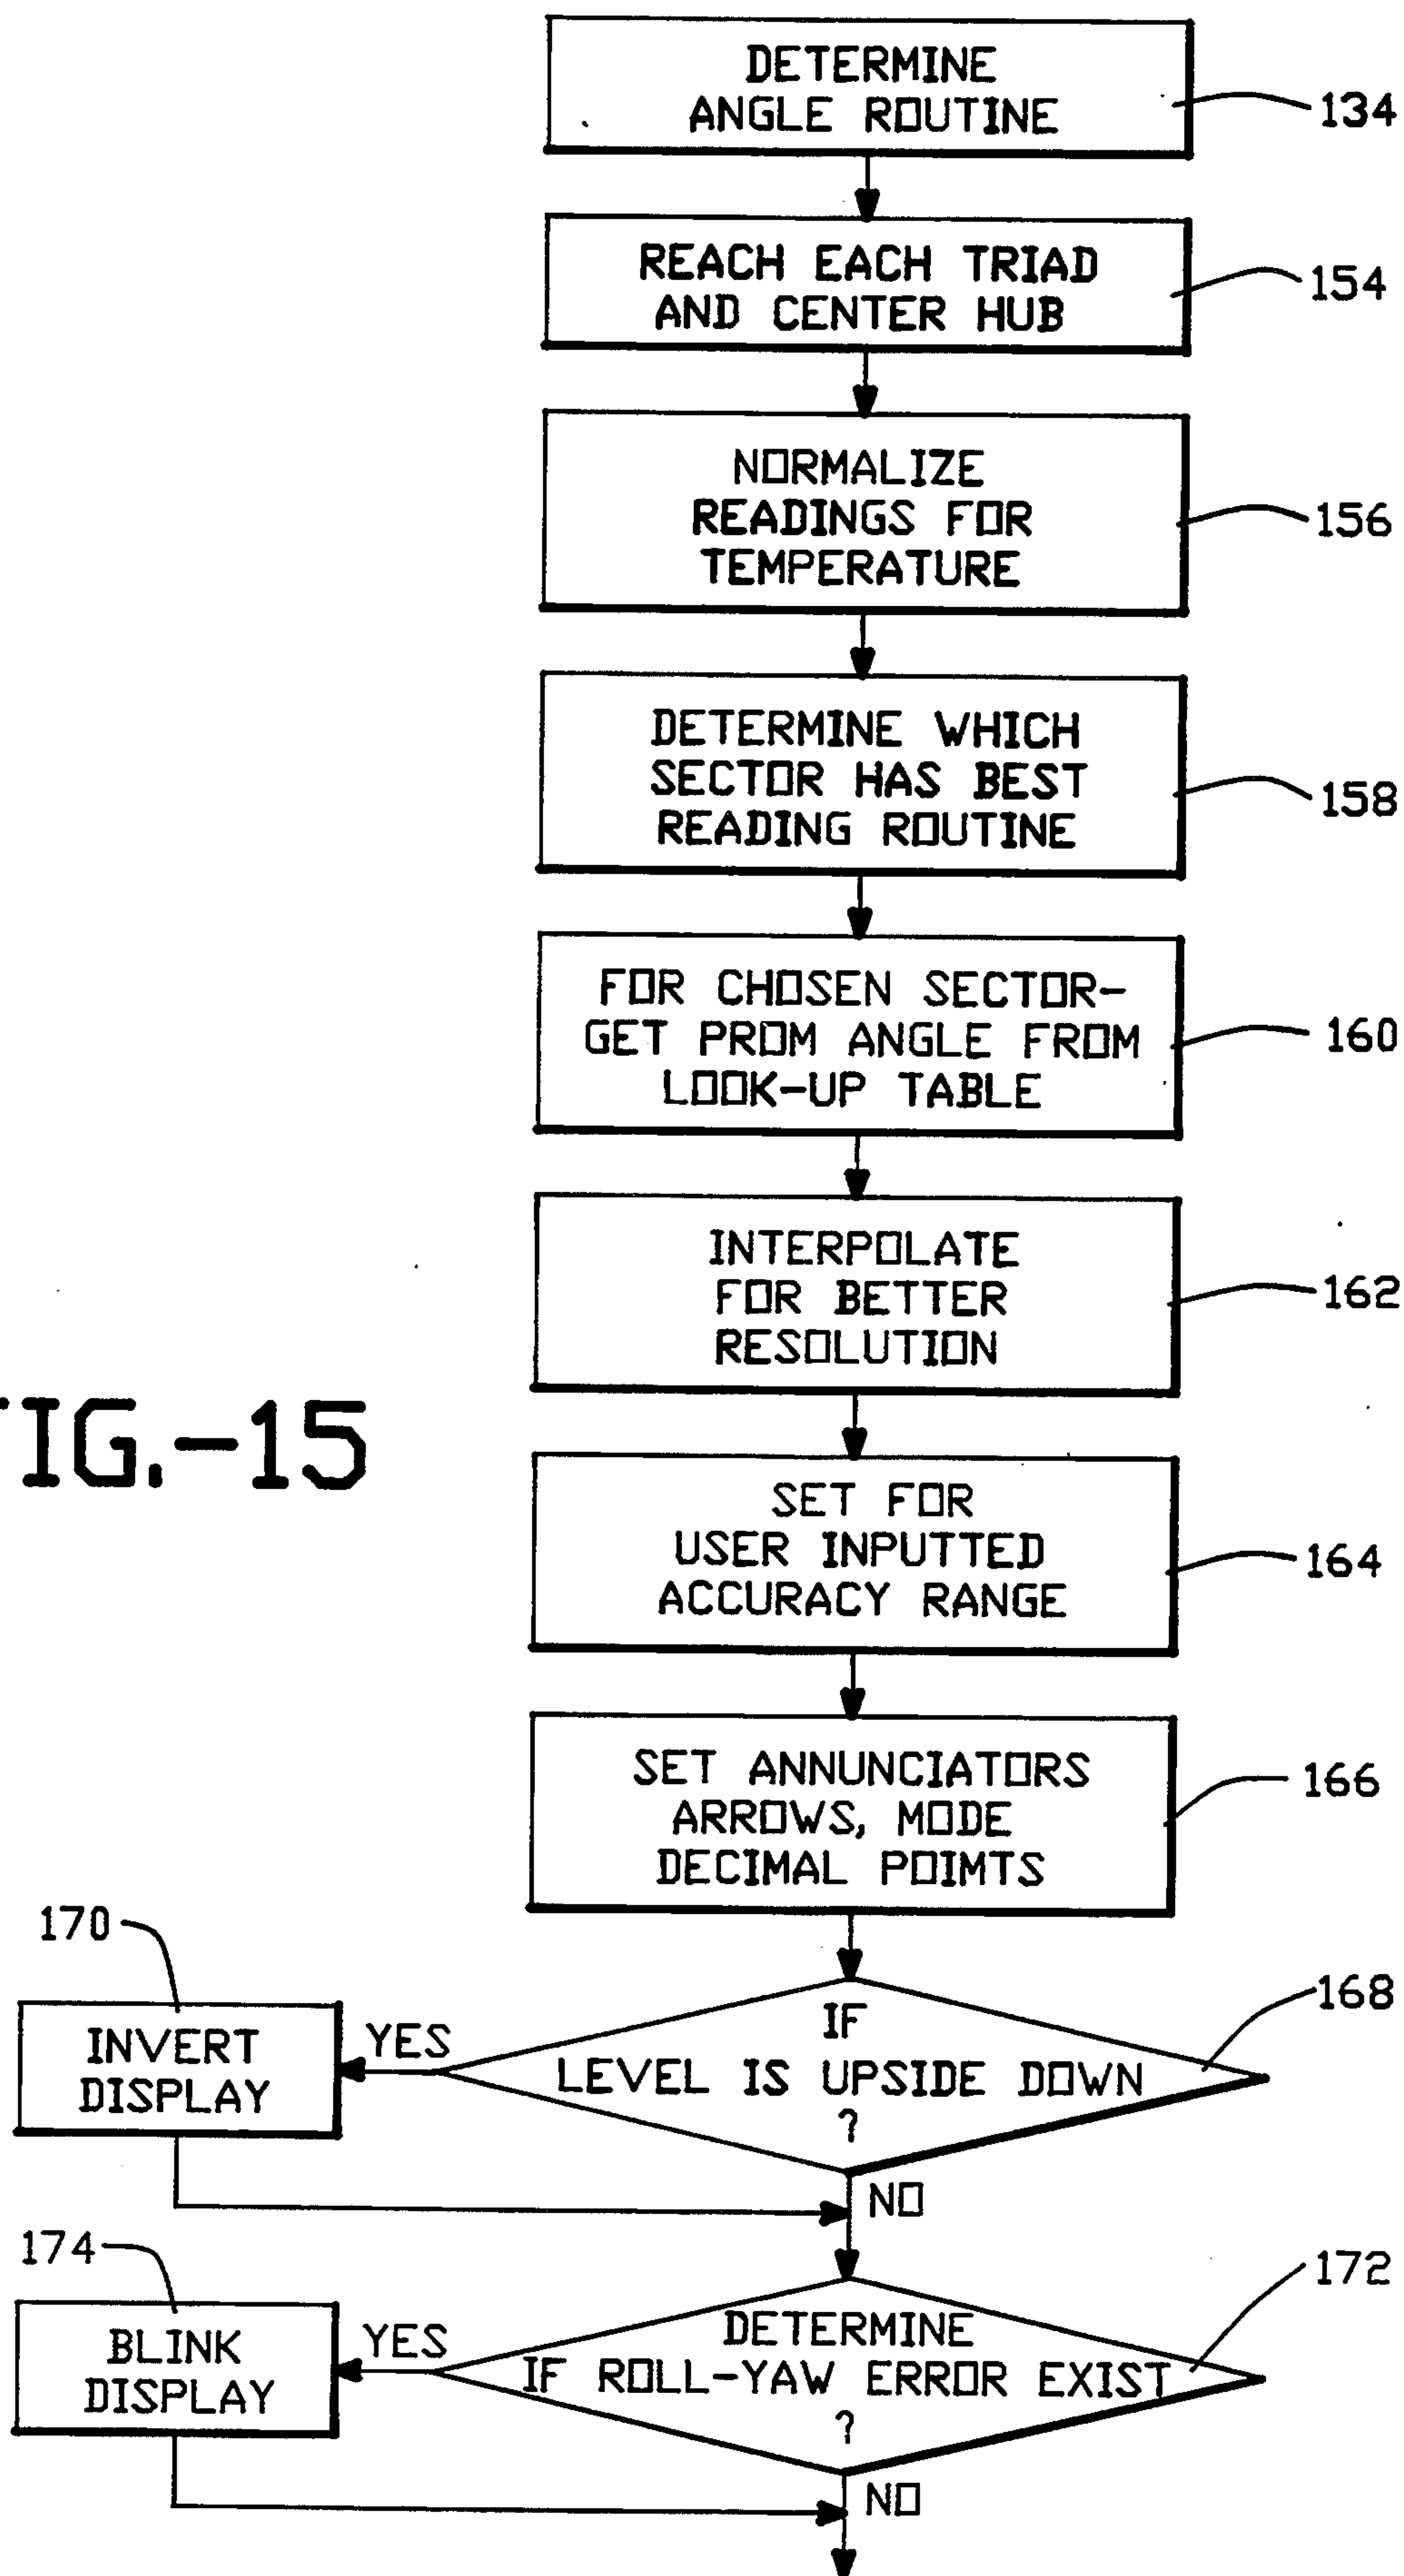 DETERMINE
ANGLE ROUTINE
134
REACH EACH TRIAD
AND CENTER HUB
154
NORMALIZE
READINGS FOR
TEMPERATURE
156
DETERMINE WHICH
SECTOR HAS BEST
READING ROUTINE
158
FOR CHOSEN SECTOR-
GET PROM ANGLE FROM
LOOK-UP TABLE
160
INTERPOLATE
FOR BETTER
RESOLUTION
162
FIG.-15
SET FOR
USER INPUTTED
ACCURACY RANGE
164
SET ANNUNCIATORS
ARROWS, MODE
DECIMAL POIMTS
166
170
INVERT
DISPLAY
YES
IF
LEVEL IS UPSIDE DOWN
?
168
NO
174
BLINK
DISPLAY
YES
DETERMINE
IF ROLL-YAW ERROR EXIST
?
172
NO